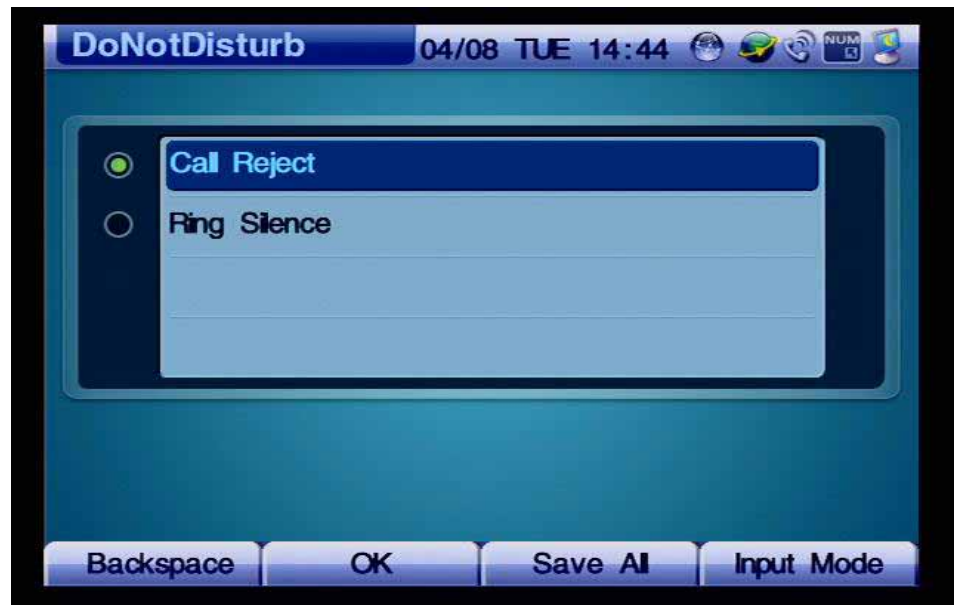 DoNotDisturb 04/08 TUE 14:44 NUM
Call Reject
Ring Silence
Backspace OK Save All Input Mode